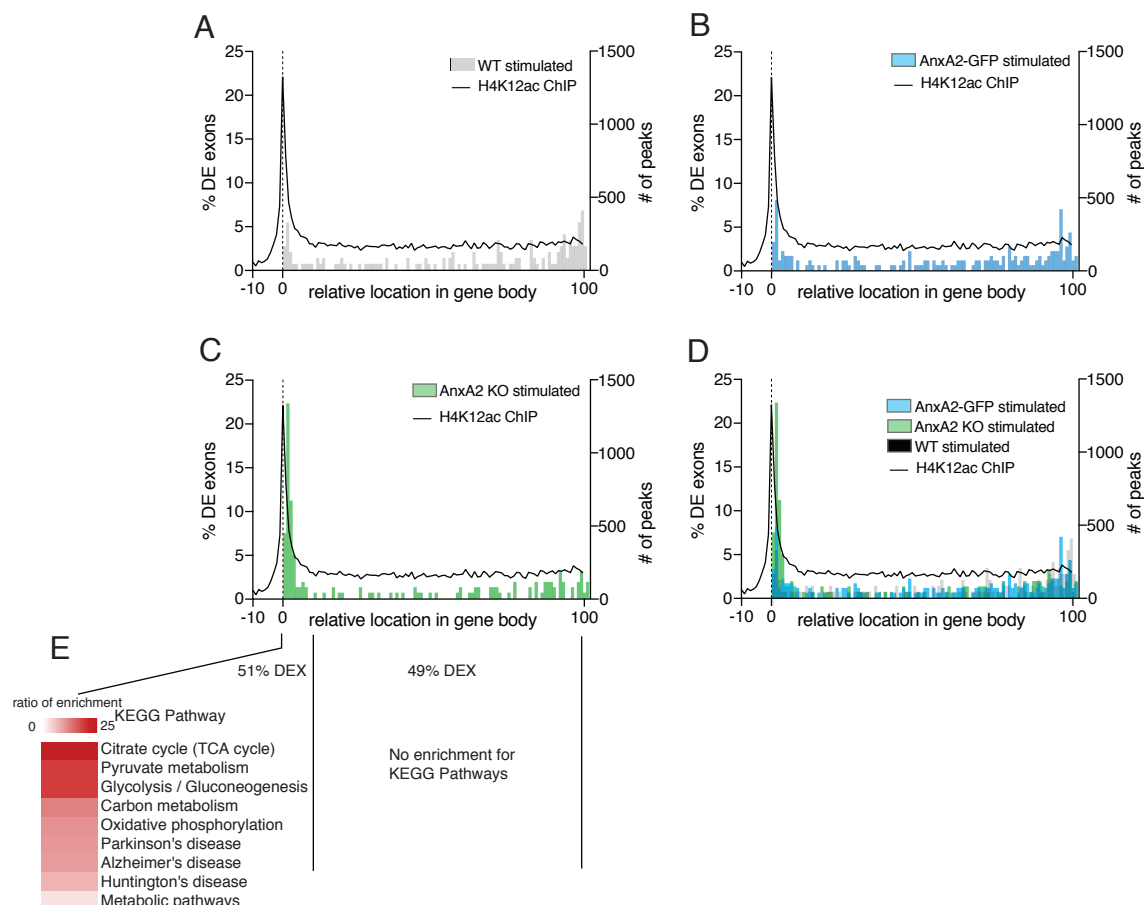 A
25
20
15
10
5
0
% DE exons
1500
1000
500
0
# of peaks
WT stimulated
H4K12ac ChIP
-10 0 100
relative location in gene body
B
25
20
15
10
5
0
% DE exons
1500
1000
500
0
# of peaks
AnxA2-GFP stimulated
H4K12ac ChIP
-10 0 100
relative location in gene body
C
25
20
15
10
5
0
% DE exons
1500
1000
500
0
# of peaks
AnxA2 KO stimulated
H4K12ac ChIP
-10 0 100
relative location in gene body
D
25
20
15
10
5
0
% DE exons
1500
1000
500
0
# of peaks
AnxA2-GFP stimulated
AnxA2 KO stimulated
WT stimulated
H4K12ac ChIP
-10 0 100
relative location in gene body
E
51% DEX
49% DEX
ratio of enrichment
0 25
KEGG Pathway
Citrate cycle (TCA cycle)
Pyruvate metabolism
Glycolysis / Gluconeogenesis
Carbon metabolism
Oxidative phosphorylation
Parkinson's disease
Alzheimer's disease
Huntington's disease
Metabolic pathways
No enrichment for
KEGG Pathways